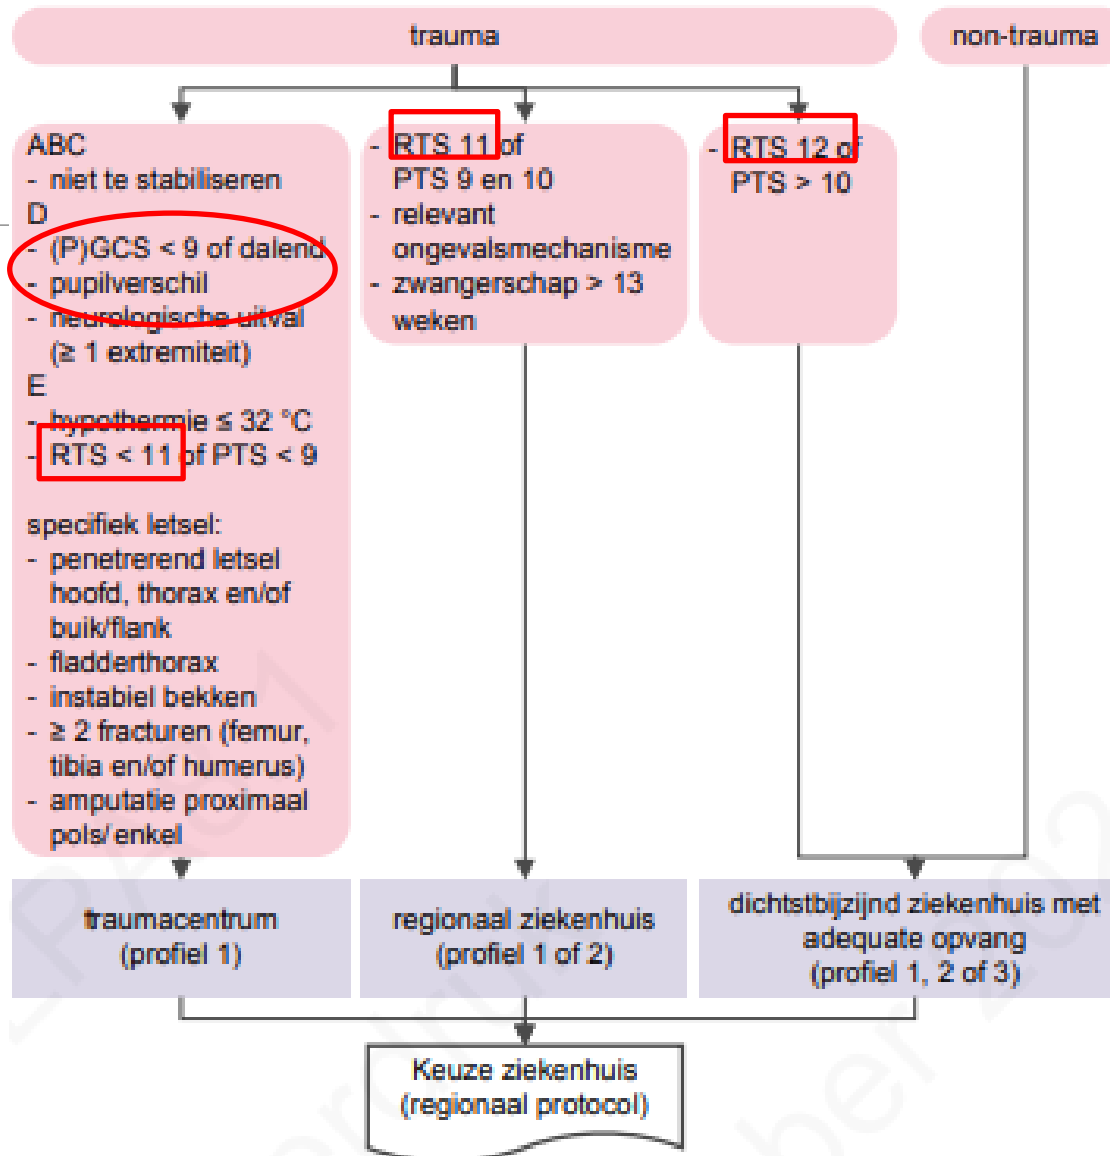 trauma
non-trauma
ABC
- niet te stabiliseren
D
- (P)GCS < 9 of dalend
- pupilverschil
- neurologische uitval
(≥ 1 extremiteit)
E
- hypothermie ≤ 32 °C
- RTS < 11 of PTS < 9
specifiek letsel:
- penetrerend letsel
hoofd, thorax en/of
buik/flank
- fladderthorax
- instabiel bekken
- ≥ 2 fracturen (femur,
tibia en/of humerus)
- amputatie proximaal
pols/enkel
- RTS 11 of
PTS 9 en 10
- relevant
ongevalsmechanisme
- zwangerschap > 13
weken
- RTS 12 of
PTS > 10
traumacentrum
(profiel 1)
regionaal ziekenhuis
(profiel 1 of 2)
dichtstbijzijnd ziekenhuis met
adequate opvang
(profiel 1, 2 of 3)
Keuze ziekenhuis
(regionaal protocol)